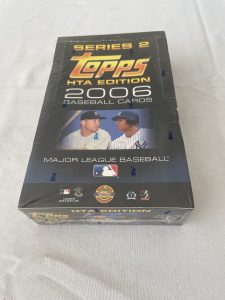 SERIES 2
Topps
HTA EDITION
2006
BASEBALL CARDS
MAJOR LEAGUE BASEBALL
HTA EDITION